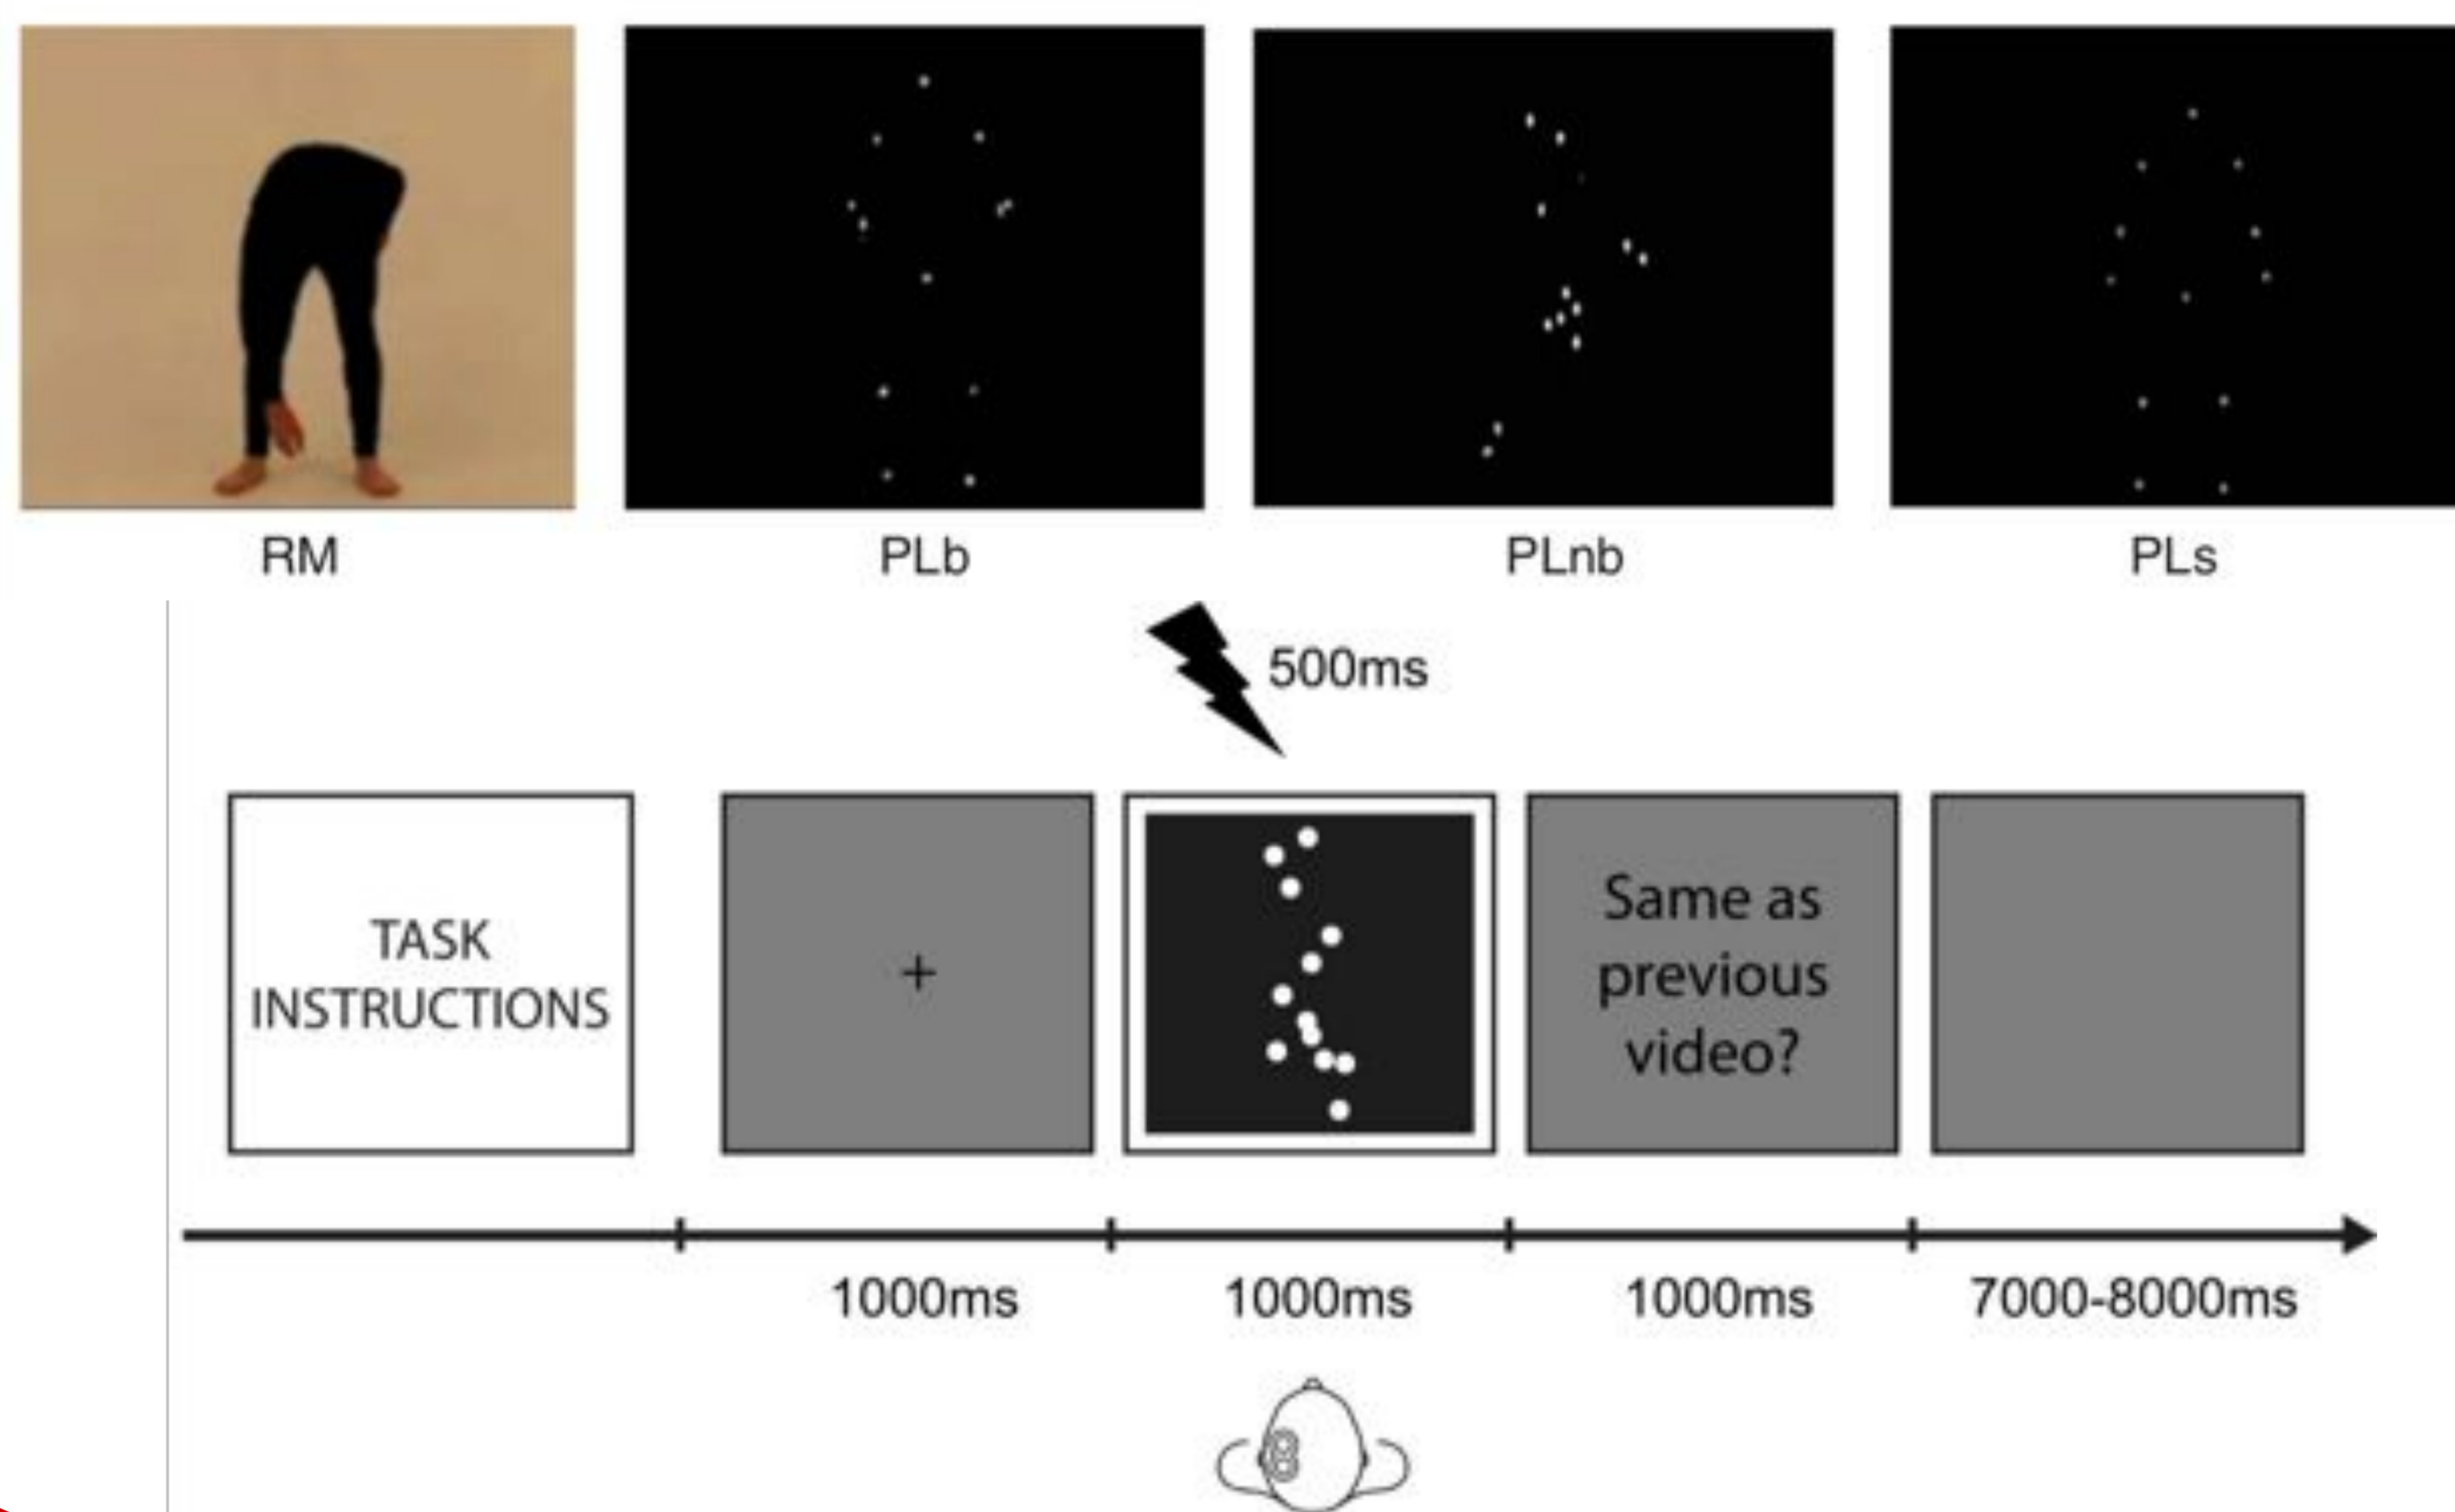 RM
PLb
PLnb
PLs
500ms
TASK
INSTRUCTIONS
+
Same as
previous
video?
1000ms
1000ms
1000ms
7000-8000ms